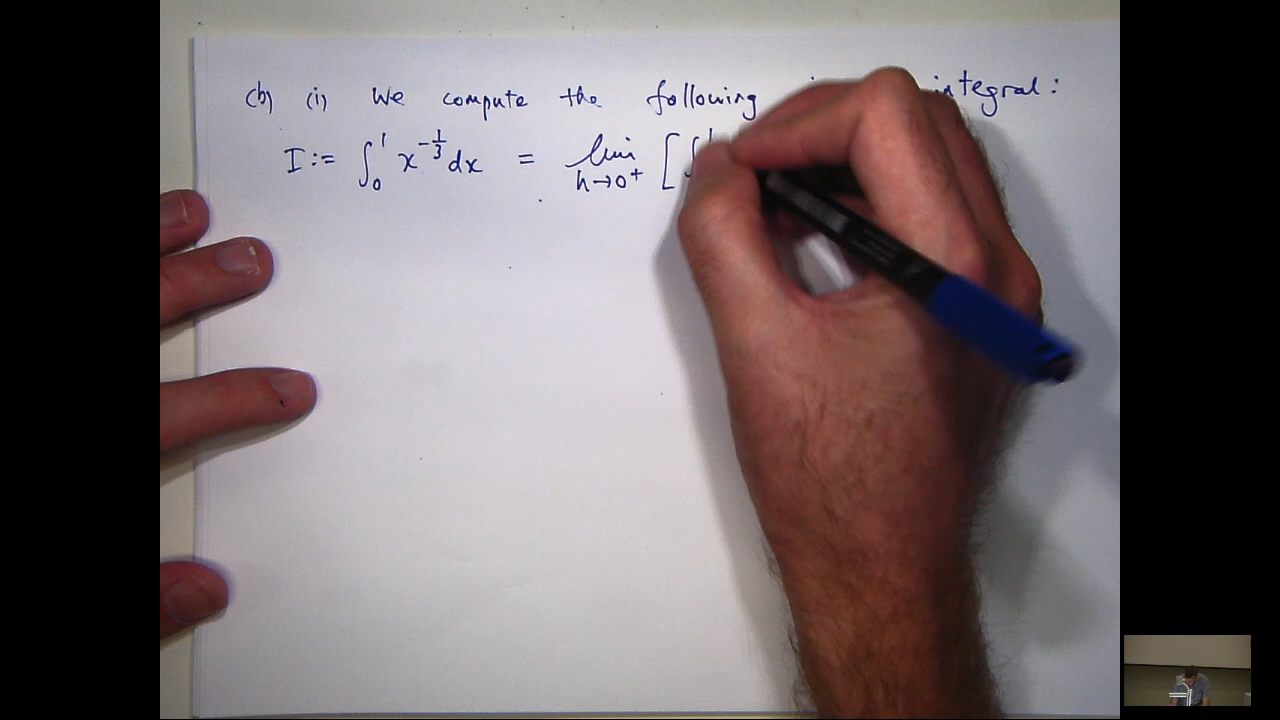 (b) (i) We compute the following integral:
I := ∫₀¹ x^{-1/3} dx = lim_{h→0⁺} [ ∫